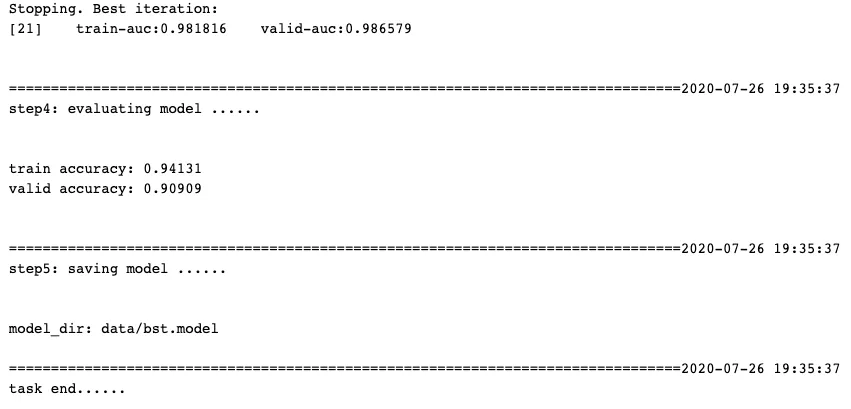 Stopping. Best iteration:
[21]    train-auc:0.981816    valid-auc:0.986579
================================================================================2020-07-26 19:35:37
step4: evaluating model ......
train accuracy: 0.94131
valid accuracy: 0.90909
================================================================================2020-07-26 19:35:37
step5: saving model ......
model_dir: data/bst.model
================================================================================2020-07-26 19:35:37
task end......